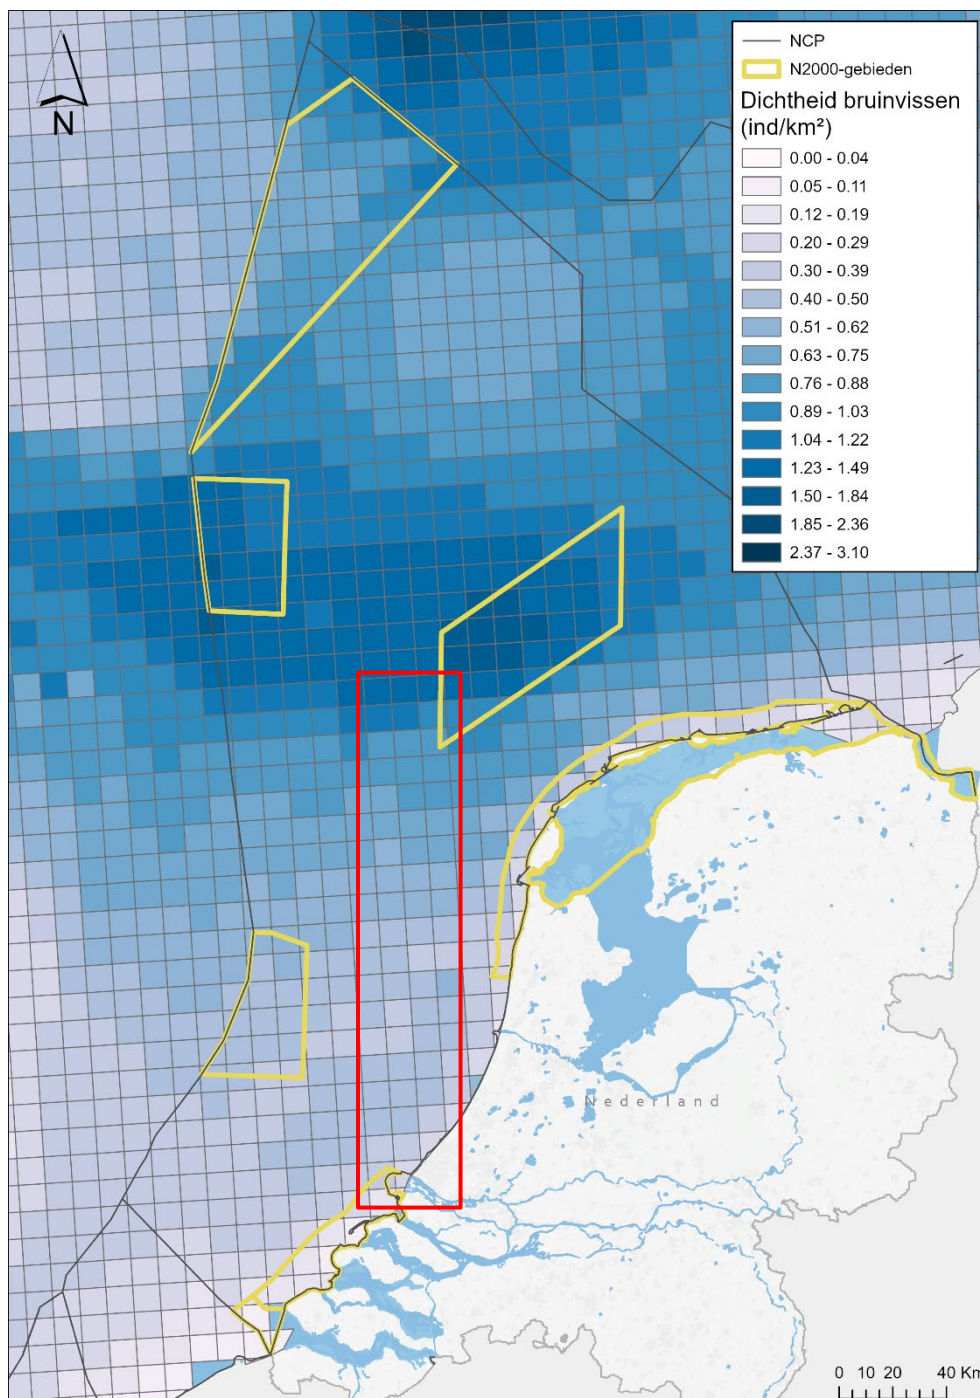 N
NCP
N2000-gebieden
Dichtheid bruinvissen
(ind/km²)
0.00 - 0.04
0.05 - 0.11
0.12 - 0.19
0.20 - 0.29
0.30 - 0.39
0.40 - 0.50
0.51 - 0.62
0.63 - 0.75
0.76 - 0.88
0.89 - 1.03
1.04 - 1.22
1.23 - 1.49
1.50 - 1.84
1.85 - 2.36
2.37 - 3.10
Nederland
0 10 20 40 Km